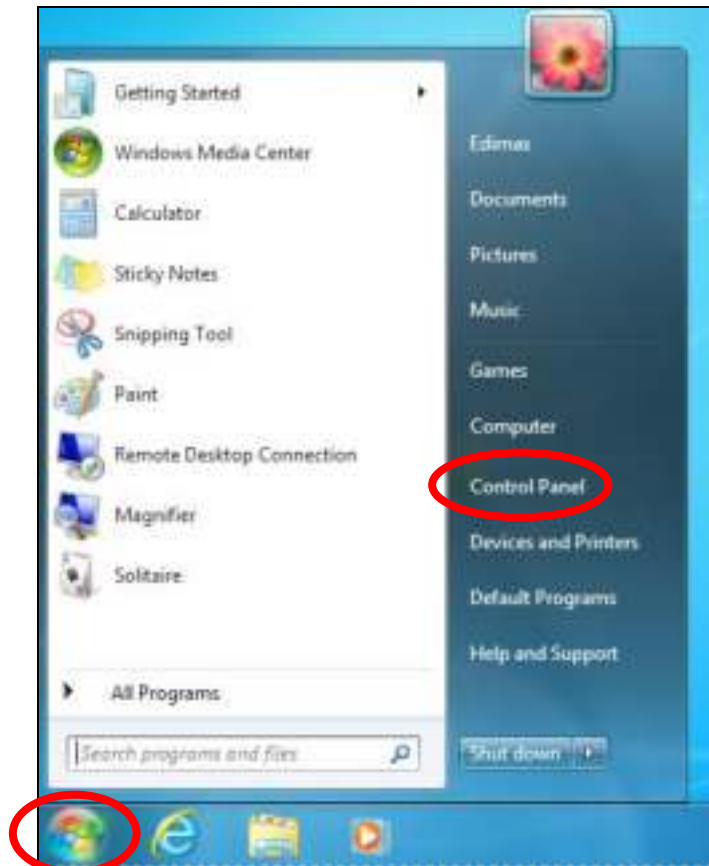 Getting Started
Windows Media Center
Calculator
Sticky Notes
Snipping Tool
Paint
Remote Desktop Connection
Magnifier
Solitaire
All Programs
Search programs and files
Edimax
Documents
Pictures
Music
Games
Computer
Control Panel
Devices and Printers
Default Programs
Help and Support
Shut down